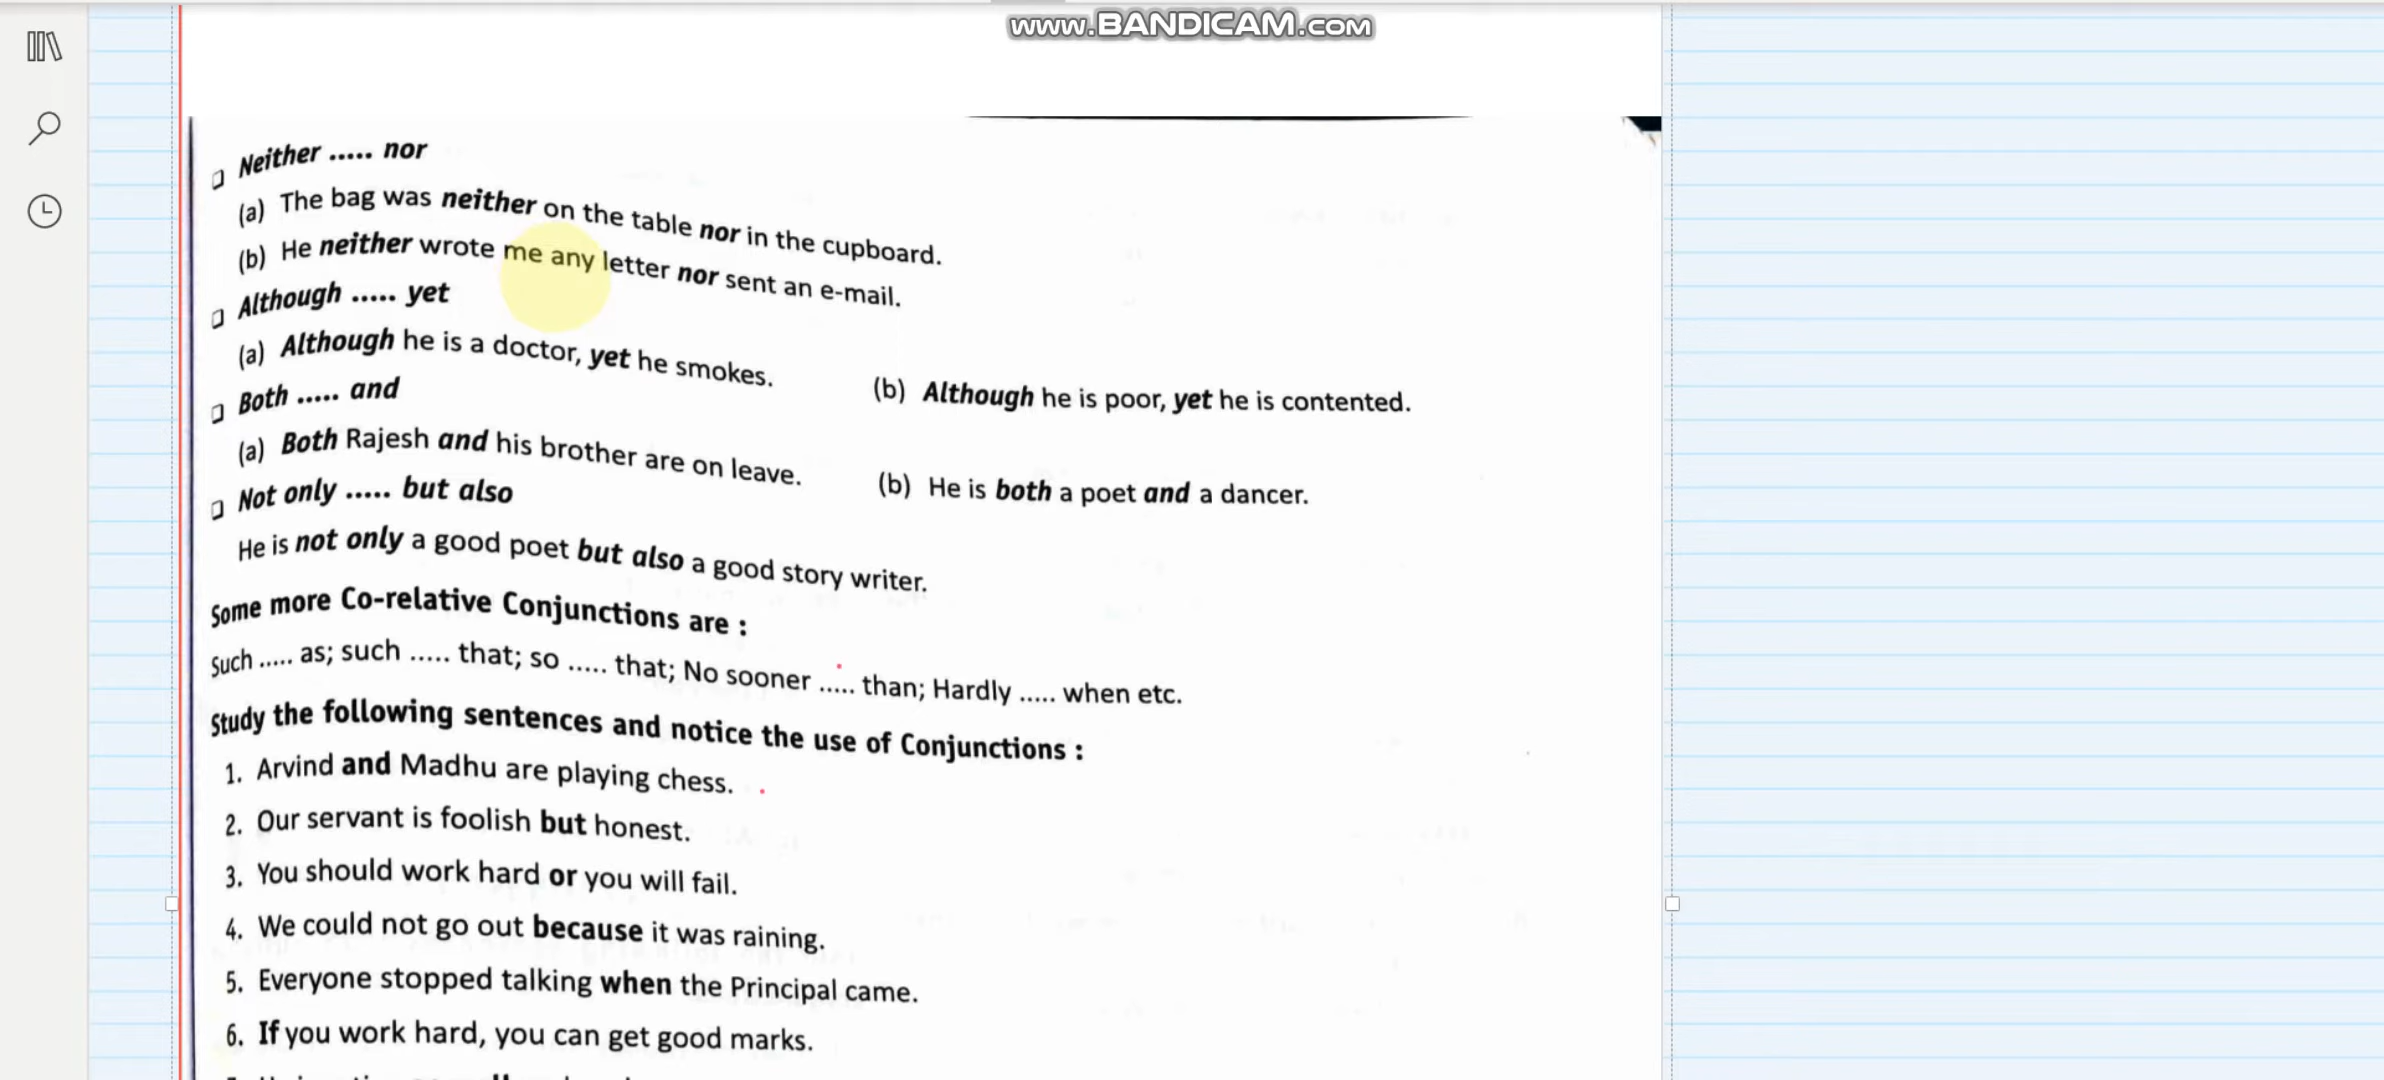 www.BANDICAM.com
Neither ..... nor
(a) The bag was neither on the table nor in the cupboard.
(b) He neither wrote me any letter nor sent an e-mail.
Although ..... yet
(a) Although he is a doctor, yet he smokes. (b) Although he is poor, yet he is contented.
Both ..... and
(a) Both Rajesh and his brother are on leave. (b) He is both a poet and a dancer.
Not only ..... but also
He is not only a good poet but also a good story writer.
Some more Co-relative Conjunctions are :
Such ..... as; such ..... that; so ..... that; No sooner ..... than; Hardly ..... when etc.
Study the following sentences and notice the use of Conjunctions :
1. Arvind and Madhu are playing chess.
2. Our servant is foolish but honest.
3. You should work hard or you will fail.
4. We could not go out because it was raining.
5. Everyone stopped talking when the Principal came.
6. If you work hard, you can get good marks.